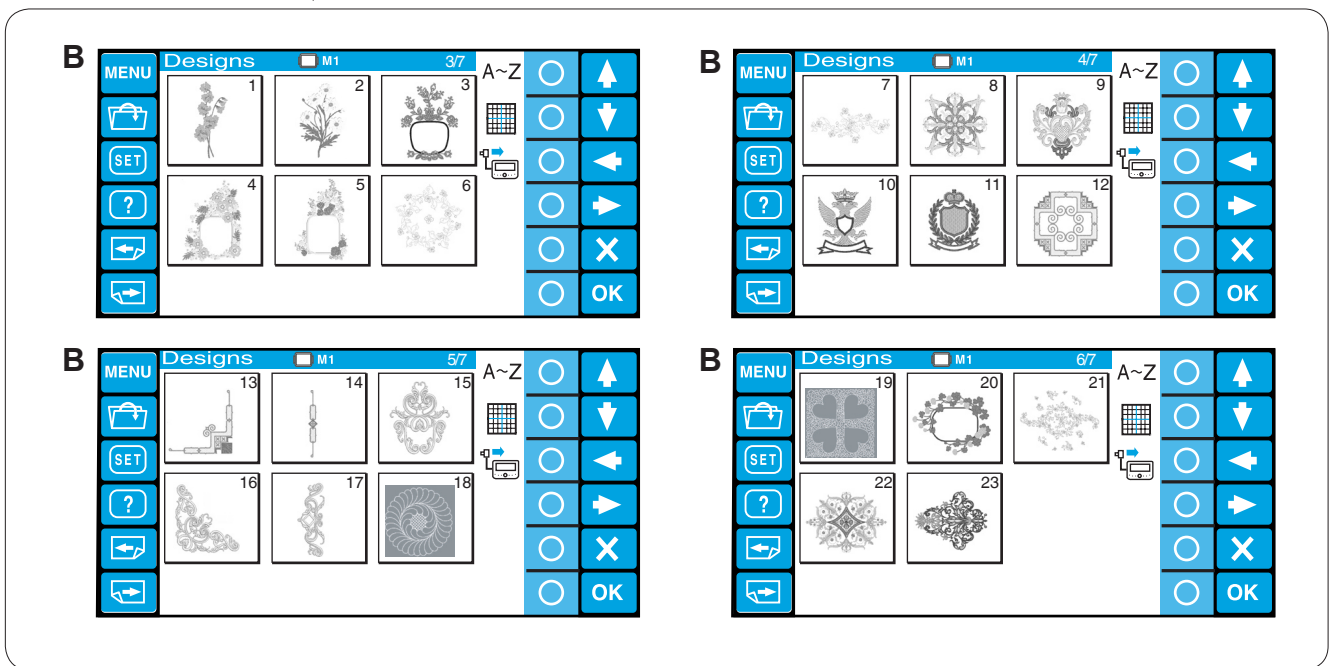 B
MENU
Designs M1 3/7
A~Z
1 2 3
SET
?
4 5 6
X
OK
B
MENU
Designs M1 4/7
A~Z
7 8 9
SET
?
10 11 12
X
OK
B
MENU
Designs M1 5/7
A~Z
13 14 15
SET
?
16 17 18
X
OK
B
MENU
Designs M1 6/7
A~Z
19 20 21
SET
?
22 23
X
OK